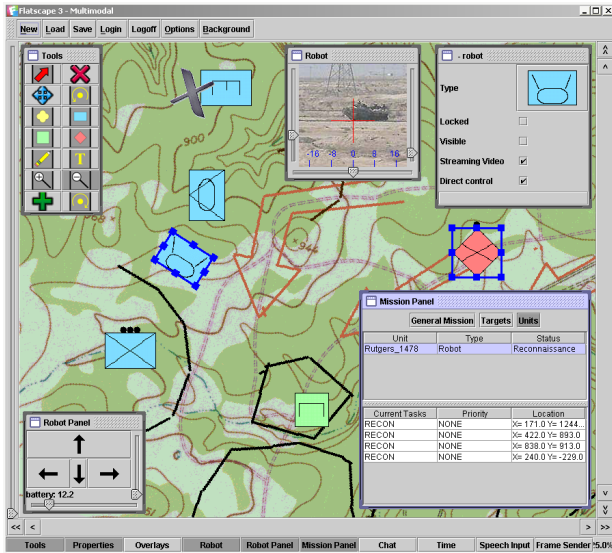 Flatscape 3 - Multimodal
New Load Save Login Logoff Options Background
Tools
T
Robot
-16 -8 0 8 16
- robot
Type
Locked
Visible
Streaming Video
Direct control
900
944
Mission Panel
General Mission Targets Units
Unit Type Status
Rutgers_1478 Robot Reconnaissance
Current Tasks Priority Location
RECON NONE X= 171.0 Y= 1244...
RECON NONE X= 422.0 Y= 893.0
RECON NONE X= 838.0 Y= 913.0
RECON NONE X= 240.0 Y= -229.0
Robot Panel
battery: 12.2
<< < > >>
Tools Properties Overlays Robot Robot Panel Mission Panel Chat Time Speech Input Frame Sender